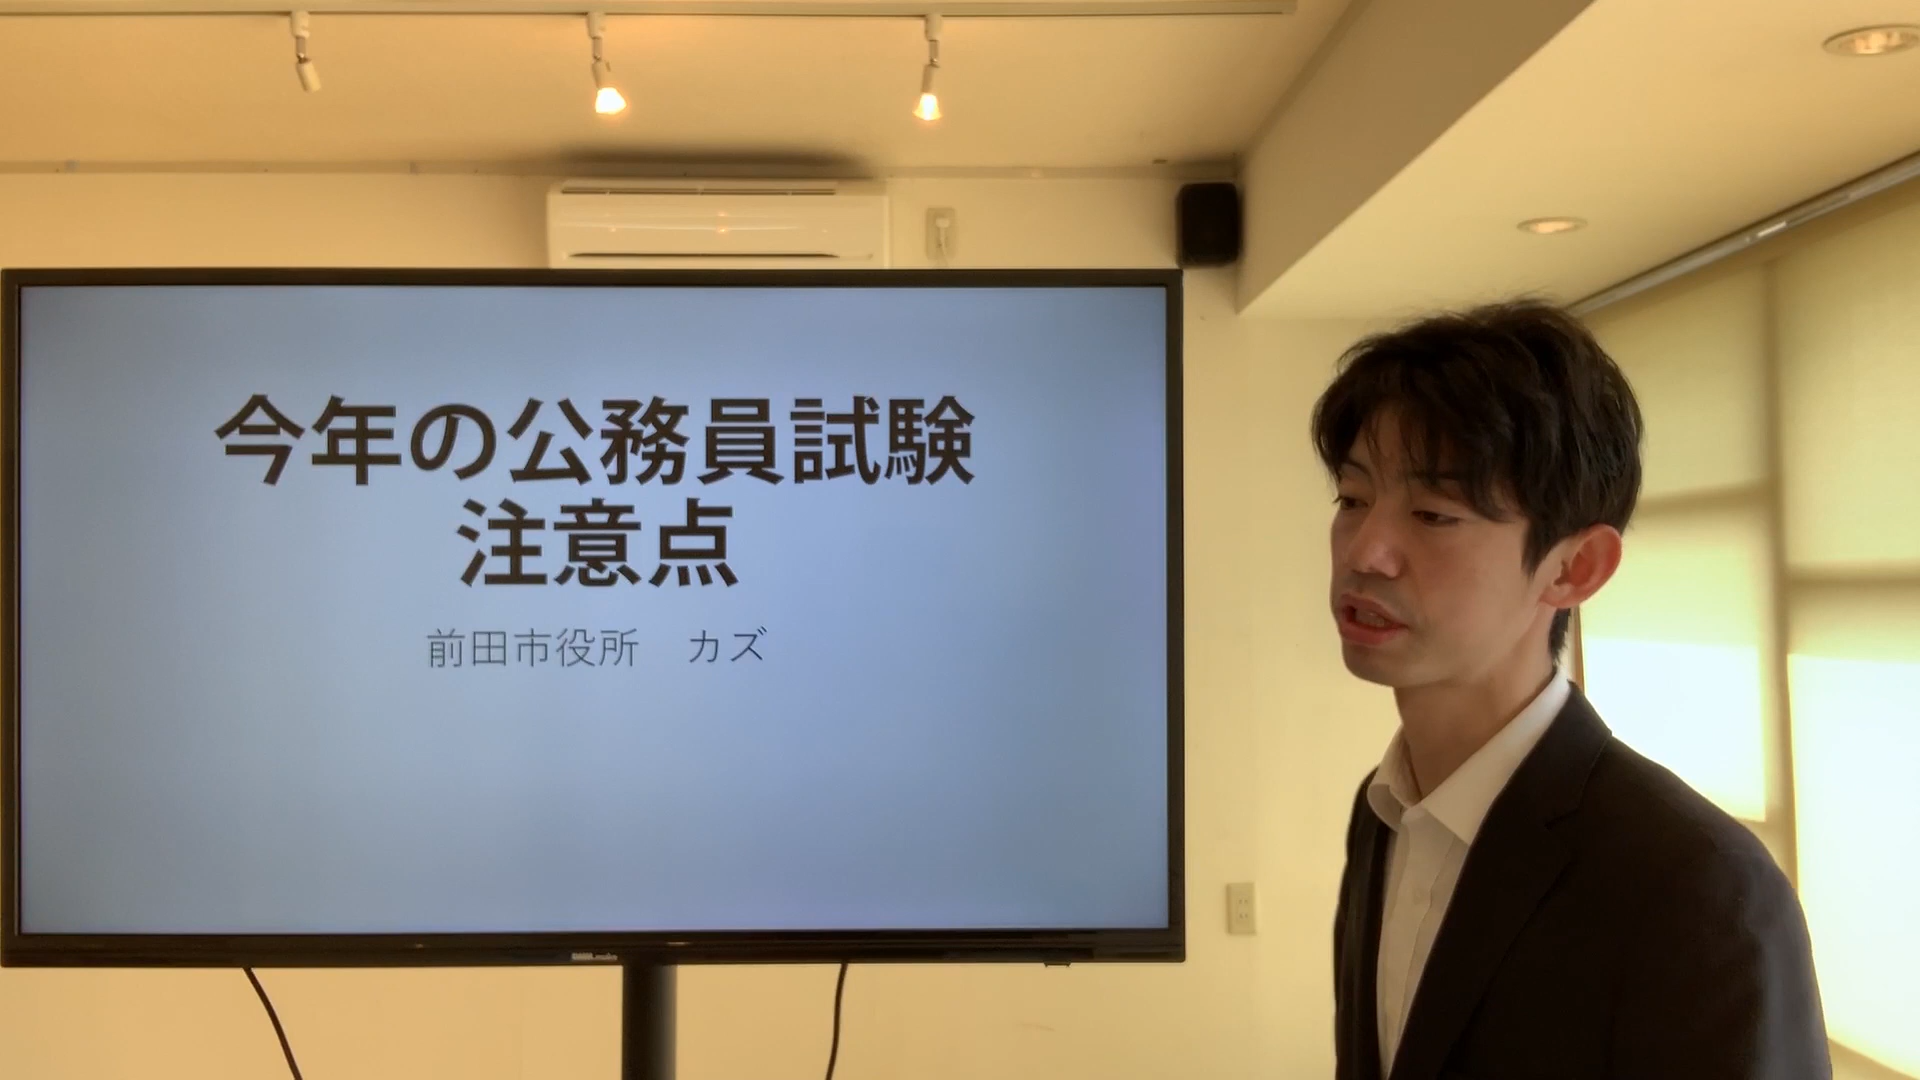 今年の公務員試験
注意点
前田市役所　カズ